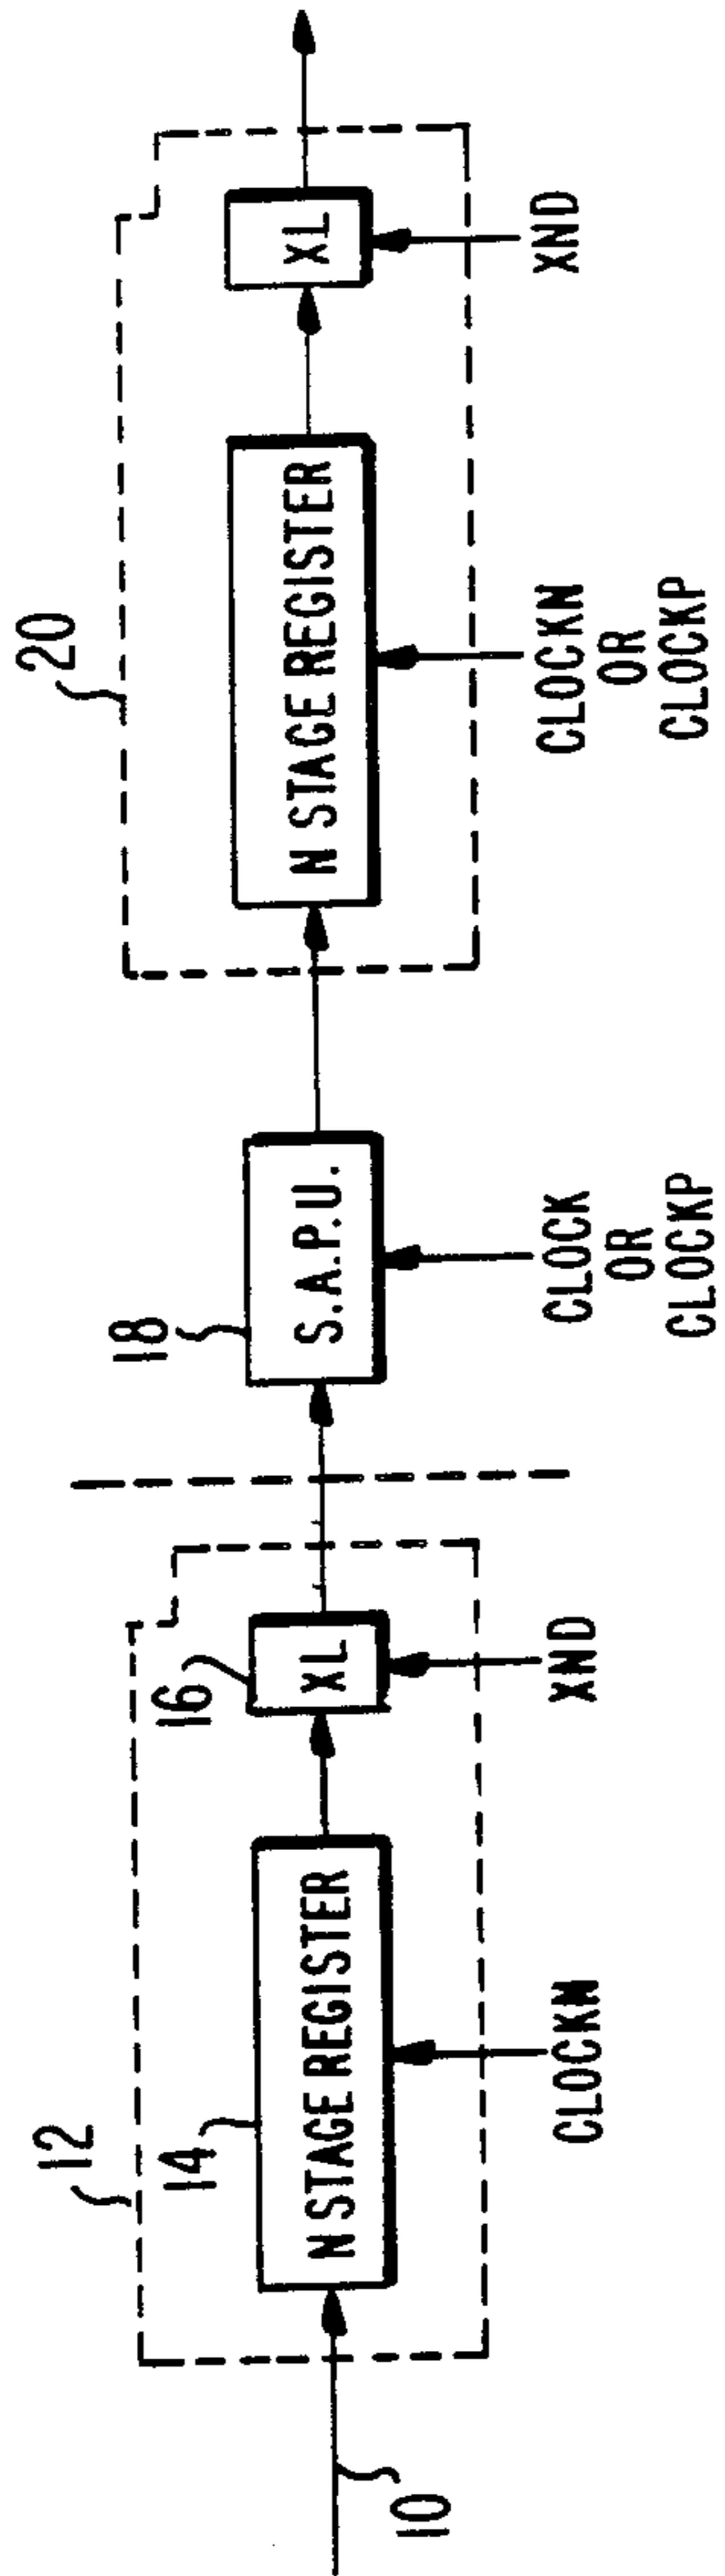 12
20
14
16
18
10
N STAGE REGISTER
XL
S.A.P.U.
N STAGE REGISTER
XL
CLOCKN
XND
CLOCK
OR
CLOCKP
CLOCKN
OR
CLOCKP
XND